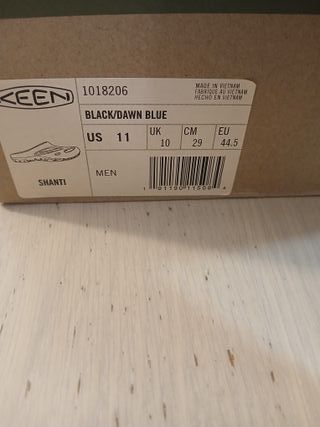 KEEN
1018206
MADE IN VIETNAM
FABRIQUE AU VIETNAM
HECHO EN VIETNAM
BLACK/DAWN BLUE
US 11
UK 10
CM 29
EU 44.5
SHANTI
MEN